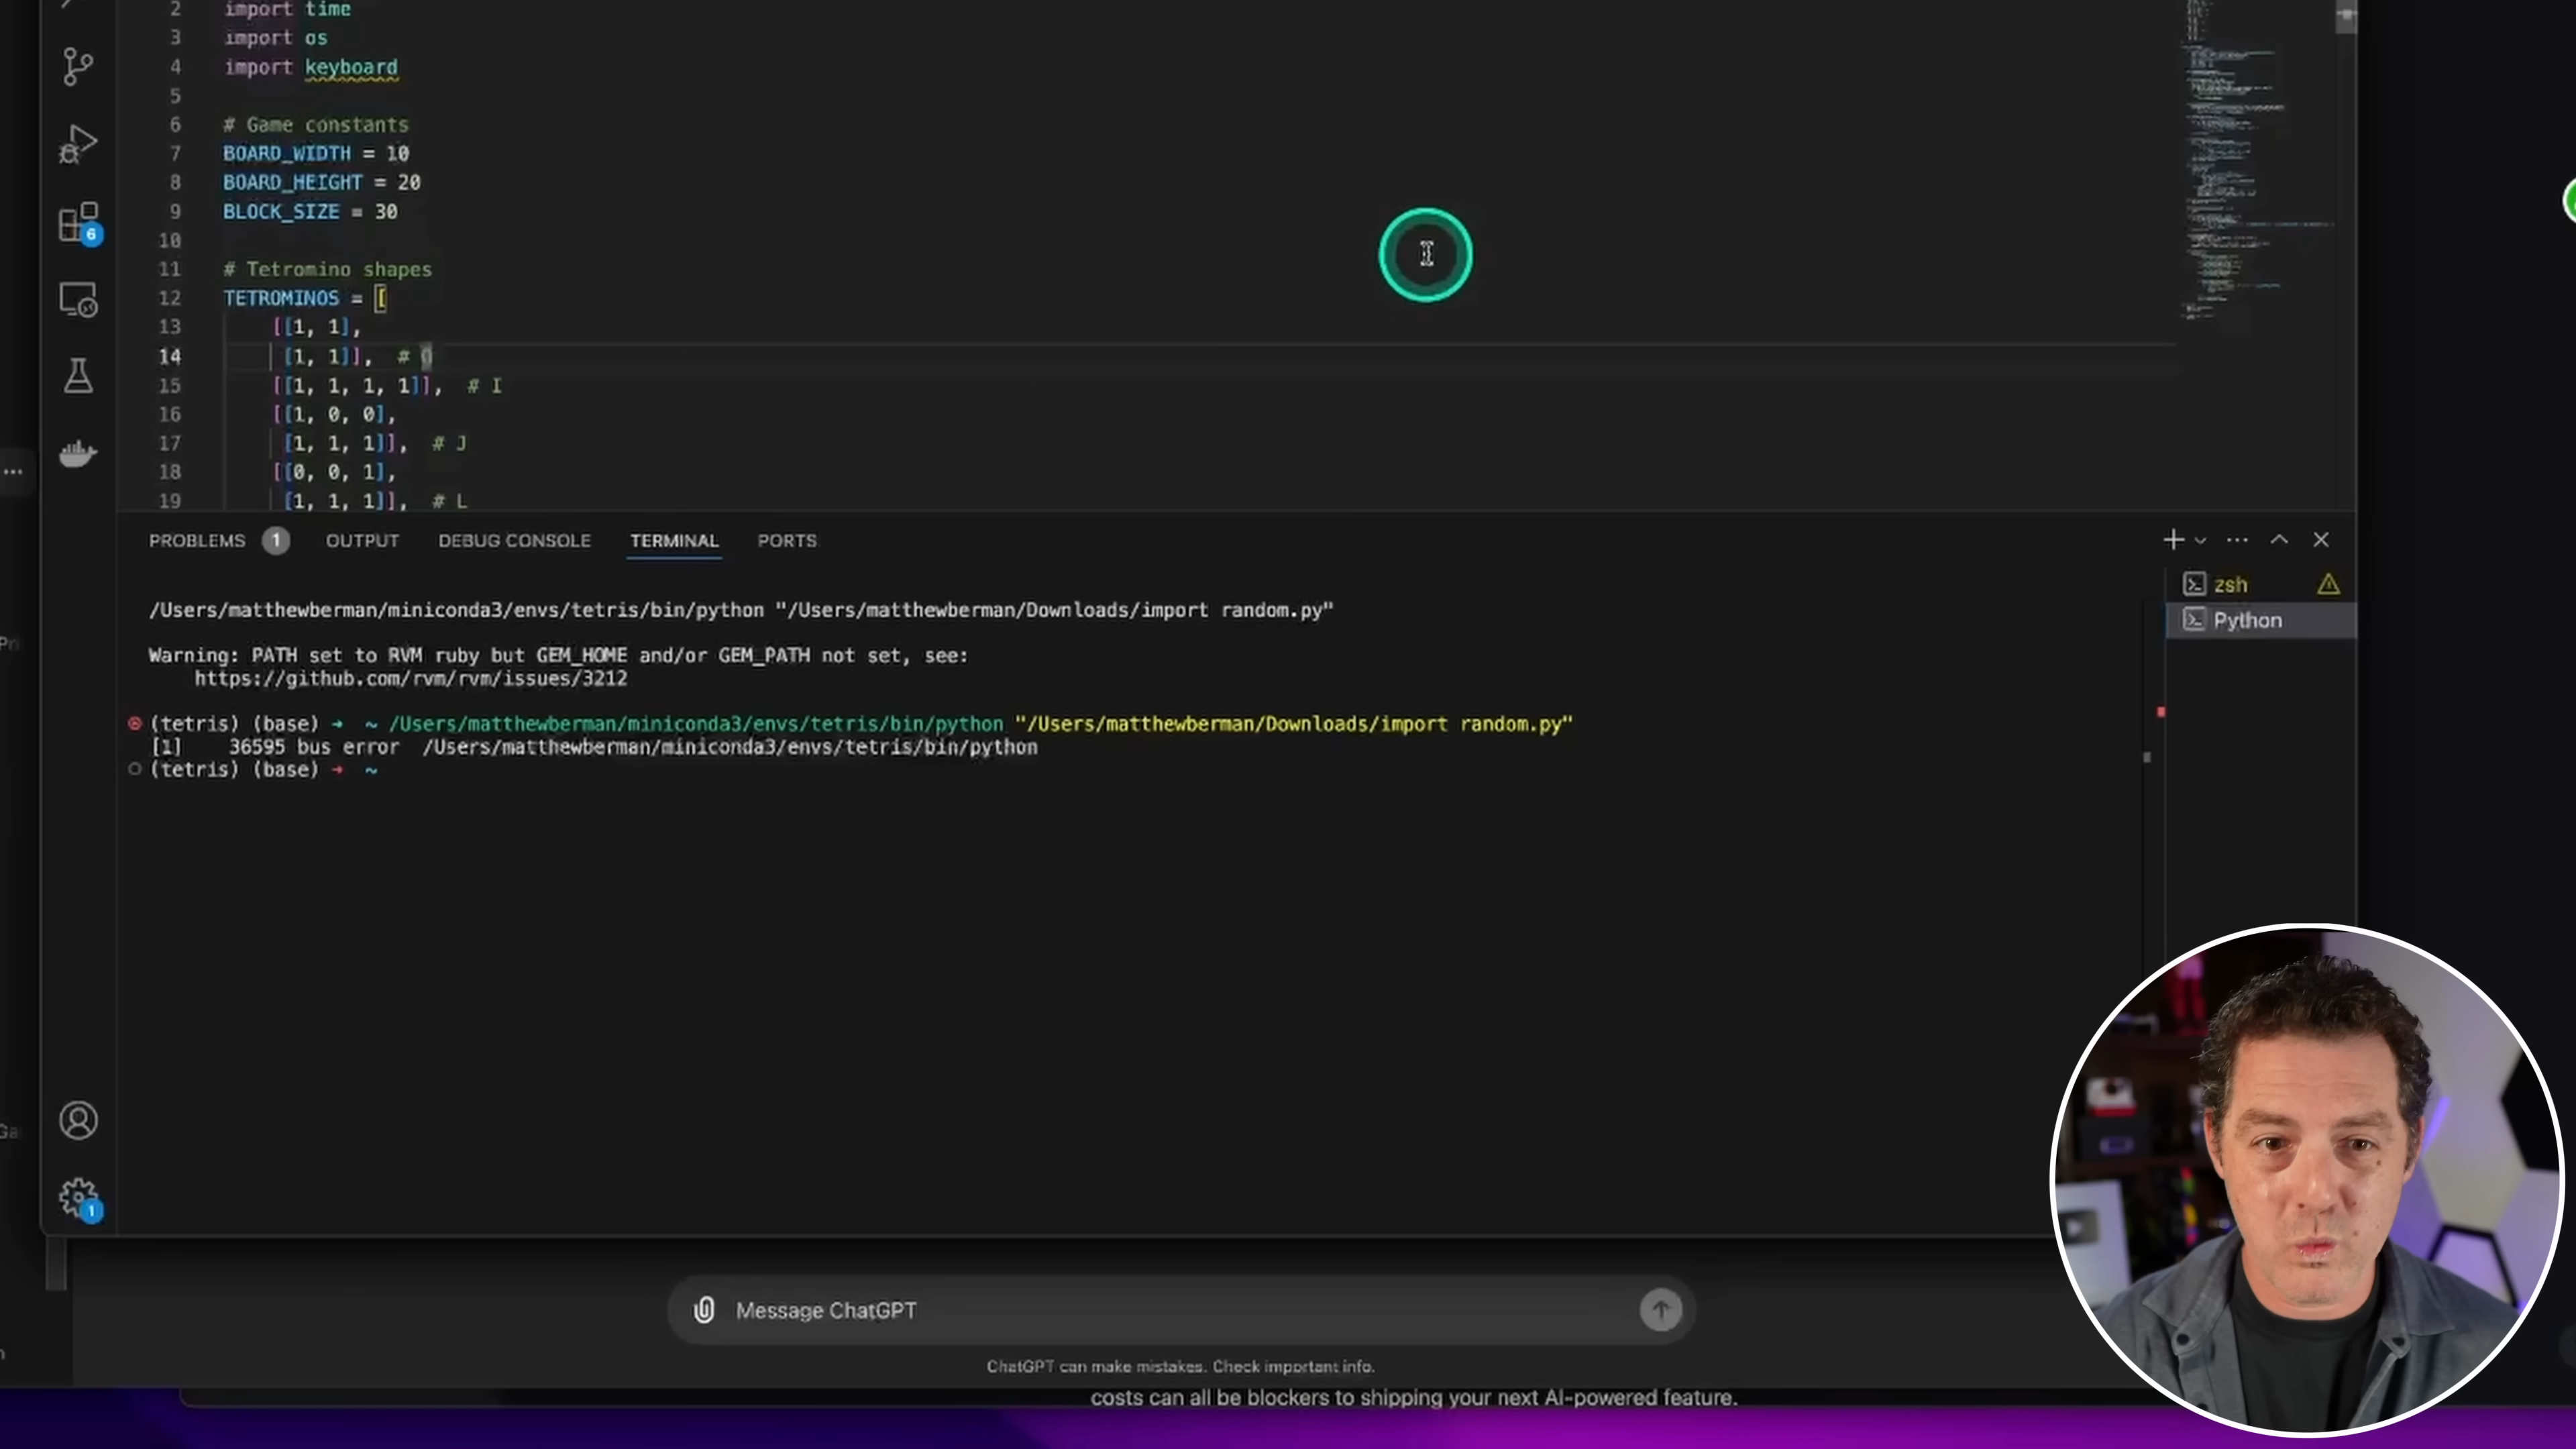 2 import time
3 import os
4 import keyboard
5
6 # Game constants
7 BOARD_WIDTH = 10
8 BOARD_HEIGHT = 20
9 BLOCK_SIZE = 30
10
11 # Tetromino shapes
12 TETROMINOS = [
13 [[1, 1],
14 [1, 1]], # O
15 [[1, 1, 1, 1]], # I
16 [[1, 0, 0],
17 [1, 1, 1]], # J
18 [[0, 0, 1],
19 [1, 1, 1]], # L
6
PROBLEMS 1 OUTPUT DEBUG CONSOLE TERMINAL PORTS
zsh
Python
/Users/matthewberman/miniconda3/envs/tetris/bin/python "/Users/matthewberman/Downloads/import random.py"
Warning: PATH set to RVM ruby but GEM_HOME and/or GEM_PATH not set, see:
https://github.com/rvm/rvm/issues/3212
(tetris) (base) → ~ /Users/matthewberman/miniconda3/envs/tetris/bin/python "/Users/matthewberman/Downloads/import random.py"
[1] 36595 bus error /Users/matthewberman/miniconda3/envs/tetris/bin/python
(tetris) (base) → ~
1
Message ChatGPT
ChatGPT can make mistakes. Check important info.
costs can all be blockers to shipping your next AI-powered feature.